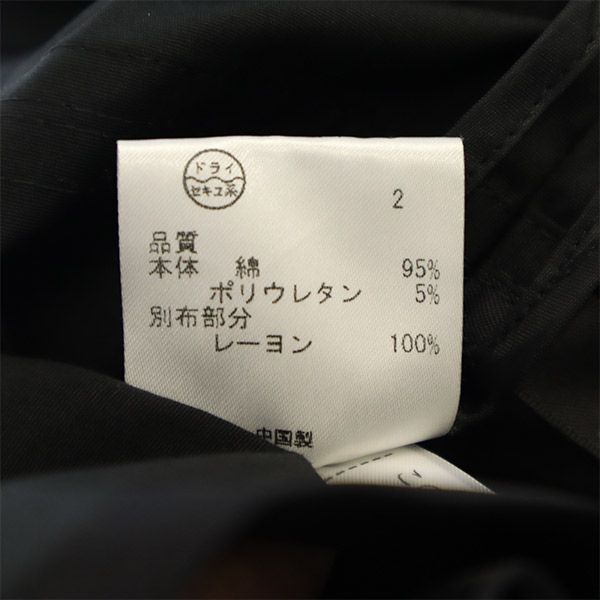 ドライ
セキユ系
2
品質
本体 綿 95%
ポリウレタン 5%
別布部分
レーヨン 100%
中国製